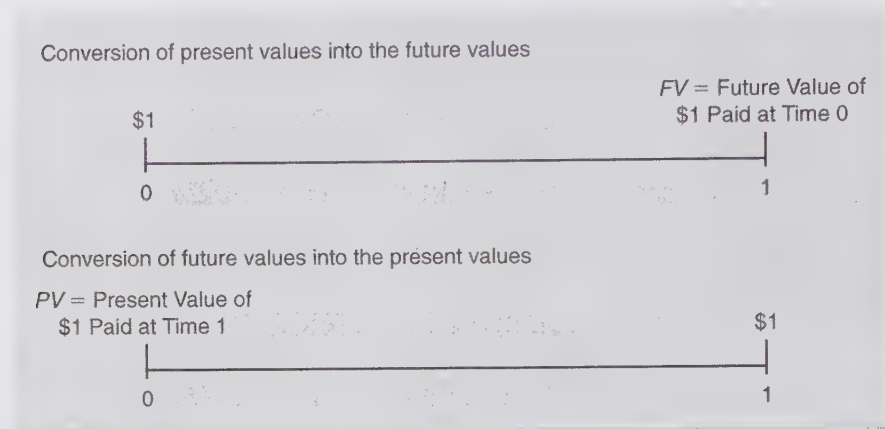 Conversion of present values into the future values
FV = Future Value of
$1 Paid at Time 0
$1
0
1
Conversion of future values into the present values
PV = Present Value of
$1 Paid at Time 1
$1
0
1